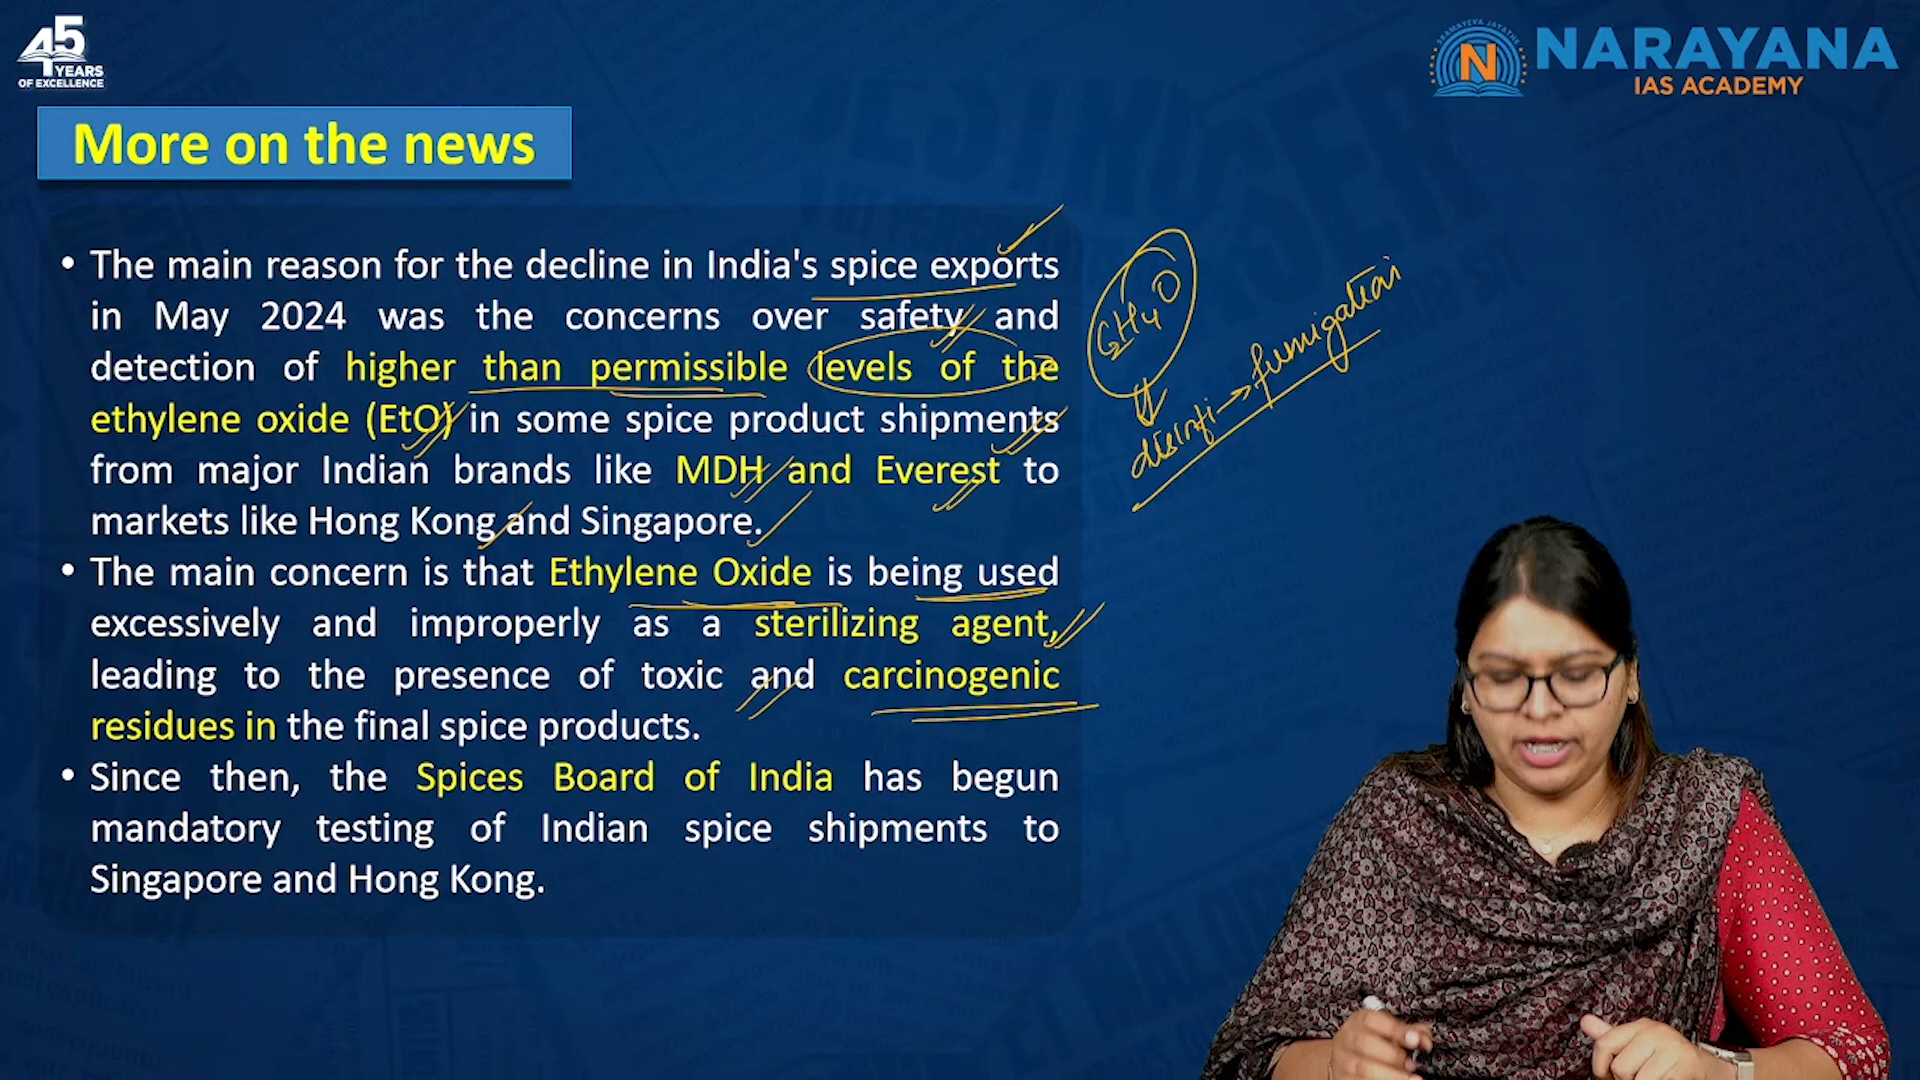 45
YEARS
OF EXCELLENCE
NARAYANA
IAS ACADEMY
More on the news
• The main reason for the decline in India's spice exports
in May 2024 was the concerns over safety and
detection of higher than permissible levels of the
ethylene oxide (EtO) in some spice product shipments
from major Indian brands like MDH and Everest to
markets like Hong Kong and Singapore.
• The main concern is that Ethylene Oxide is being used
excessively and improperly as a sterilizing agent,
leading to the presence of toxic and carcinogenic
residues in the final spice products.
• Since then, the Spices Board of India has begun
mandatory testing of Indian spice shipments to
Singapore and Hong Kong.
C2H4O
disinfi → fumigation